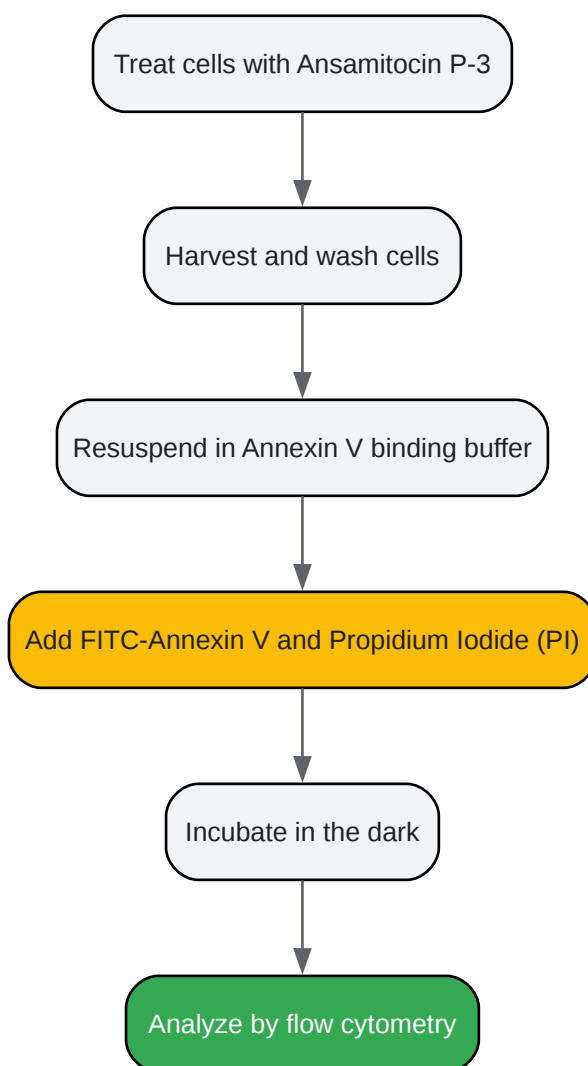 Treat cells with Ansamitocin P-3
Harvest and wash cells
Resuspend in Annexin V binding buffer
Add FITC-Annexin V and Propidium Iodide (PI)
Incubate in the dark
Analyze by flow cytometry